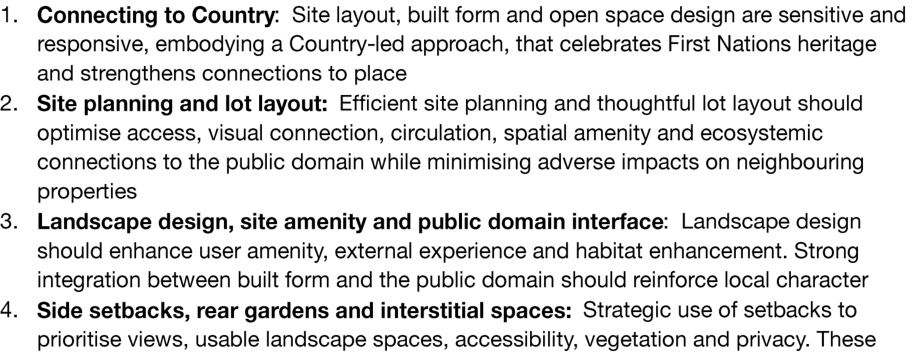 1. Connecting to Country:  Site layout, built form and open space design are sensitive and
responsive, embodying a Country-led approach, that celebrates First Nations heritage
and strengthens connections to place
2. Site planning and lot layout:  Efficient site planning and thoughtful lot layout should
optimise access, visual connection, circulation, spatial amenity and ecosystemic
connections to the public domain while minimising adverse impacts on neighbouring
properties
3. Landscape design, site amenity and public domain interface:  Landscape design
should enhance user amenity, external experience and habitat enhancement. Strong
integration between built form and the public domain should reinforce local character
4. Side setbacks, rear gardens and interstitial spaces:  Strategic use of setbacks to
prioritise views, usable landscape spaces, accessibility, vegetation and privacy. These